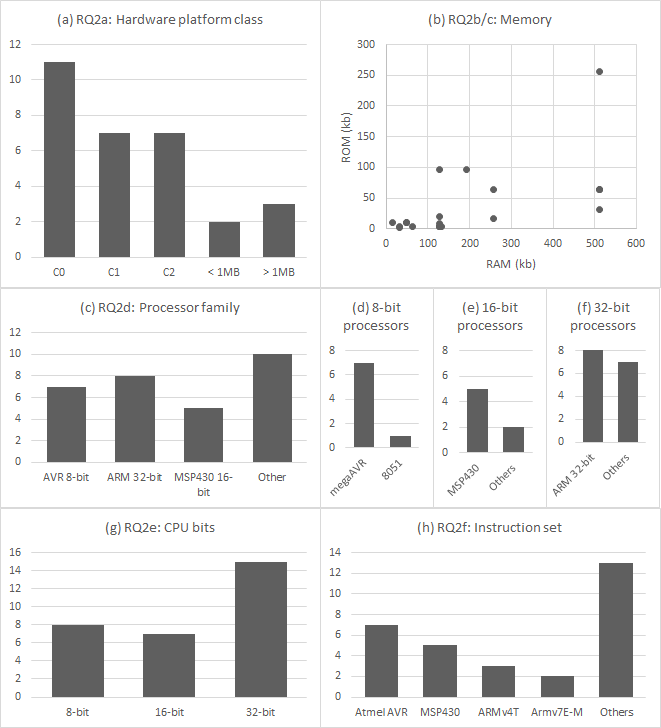 (a) RQ2a: Hardware platform class
12
10
8
6
4
2
0
C0 C1 C2 < 1MB > 1MB
(b) RQ2b/c: Memory
300
250
200
150
100
50
0
ROM (kb)
0 100 200 300 400 500 600
RAM (kb)
(c) RQ2d: Processor family
12
10
8
6
4
2
0
AVR 8-bit ARM 32-bit MSP430 16-
bit
Other
(d) 8-bit
processors
8
6
4
2
0
megaAVR 8051
(e) 16-bit
processors
8
6
4
2
0
MSP430 Others
(f) 32-bit
processors
8
6
4
2
0
ARM 32-bit Others
(g) RQ2e: CPU bits
16
14
12
10
8
6
4
2
0
8-bit 16-bit 32-bit
(h) RQ2f: Instruction set
14
12
10
8
6
4
2
0
Atmel AVR MSP430 ARMv4T Armv7E-M Others